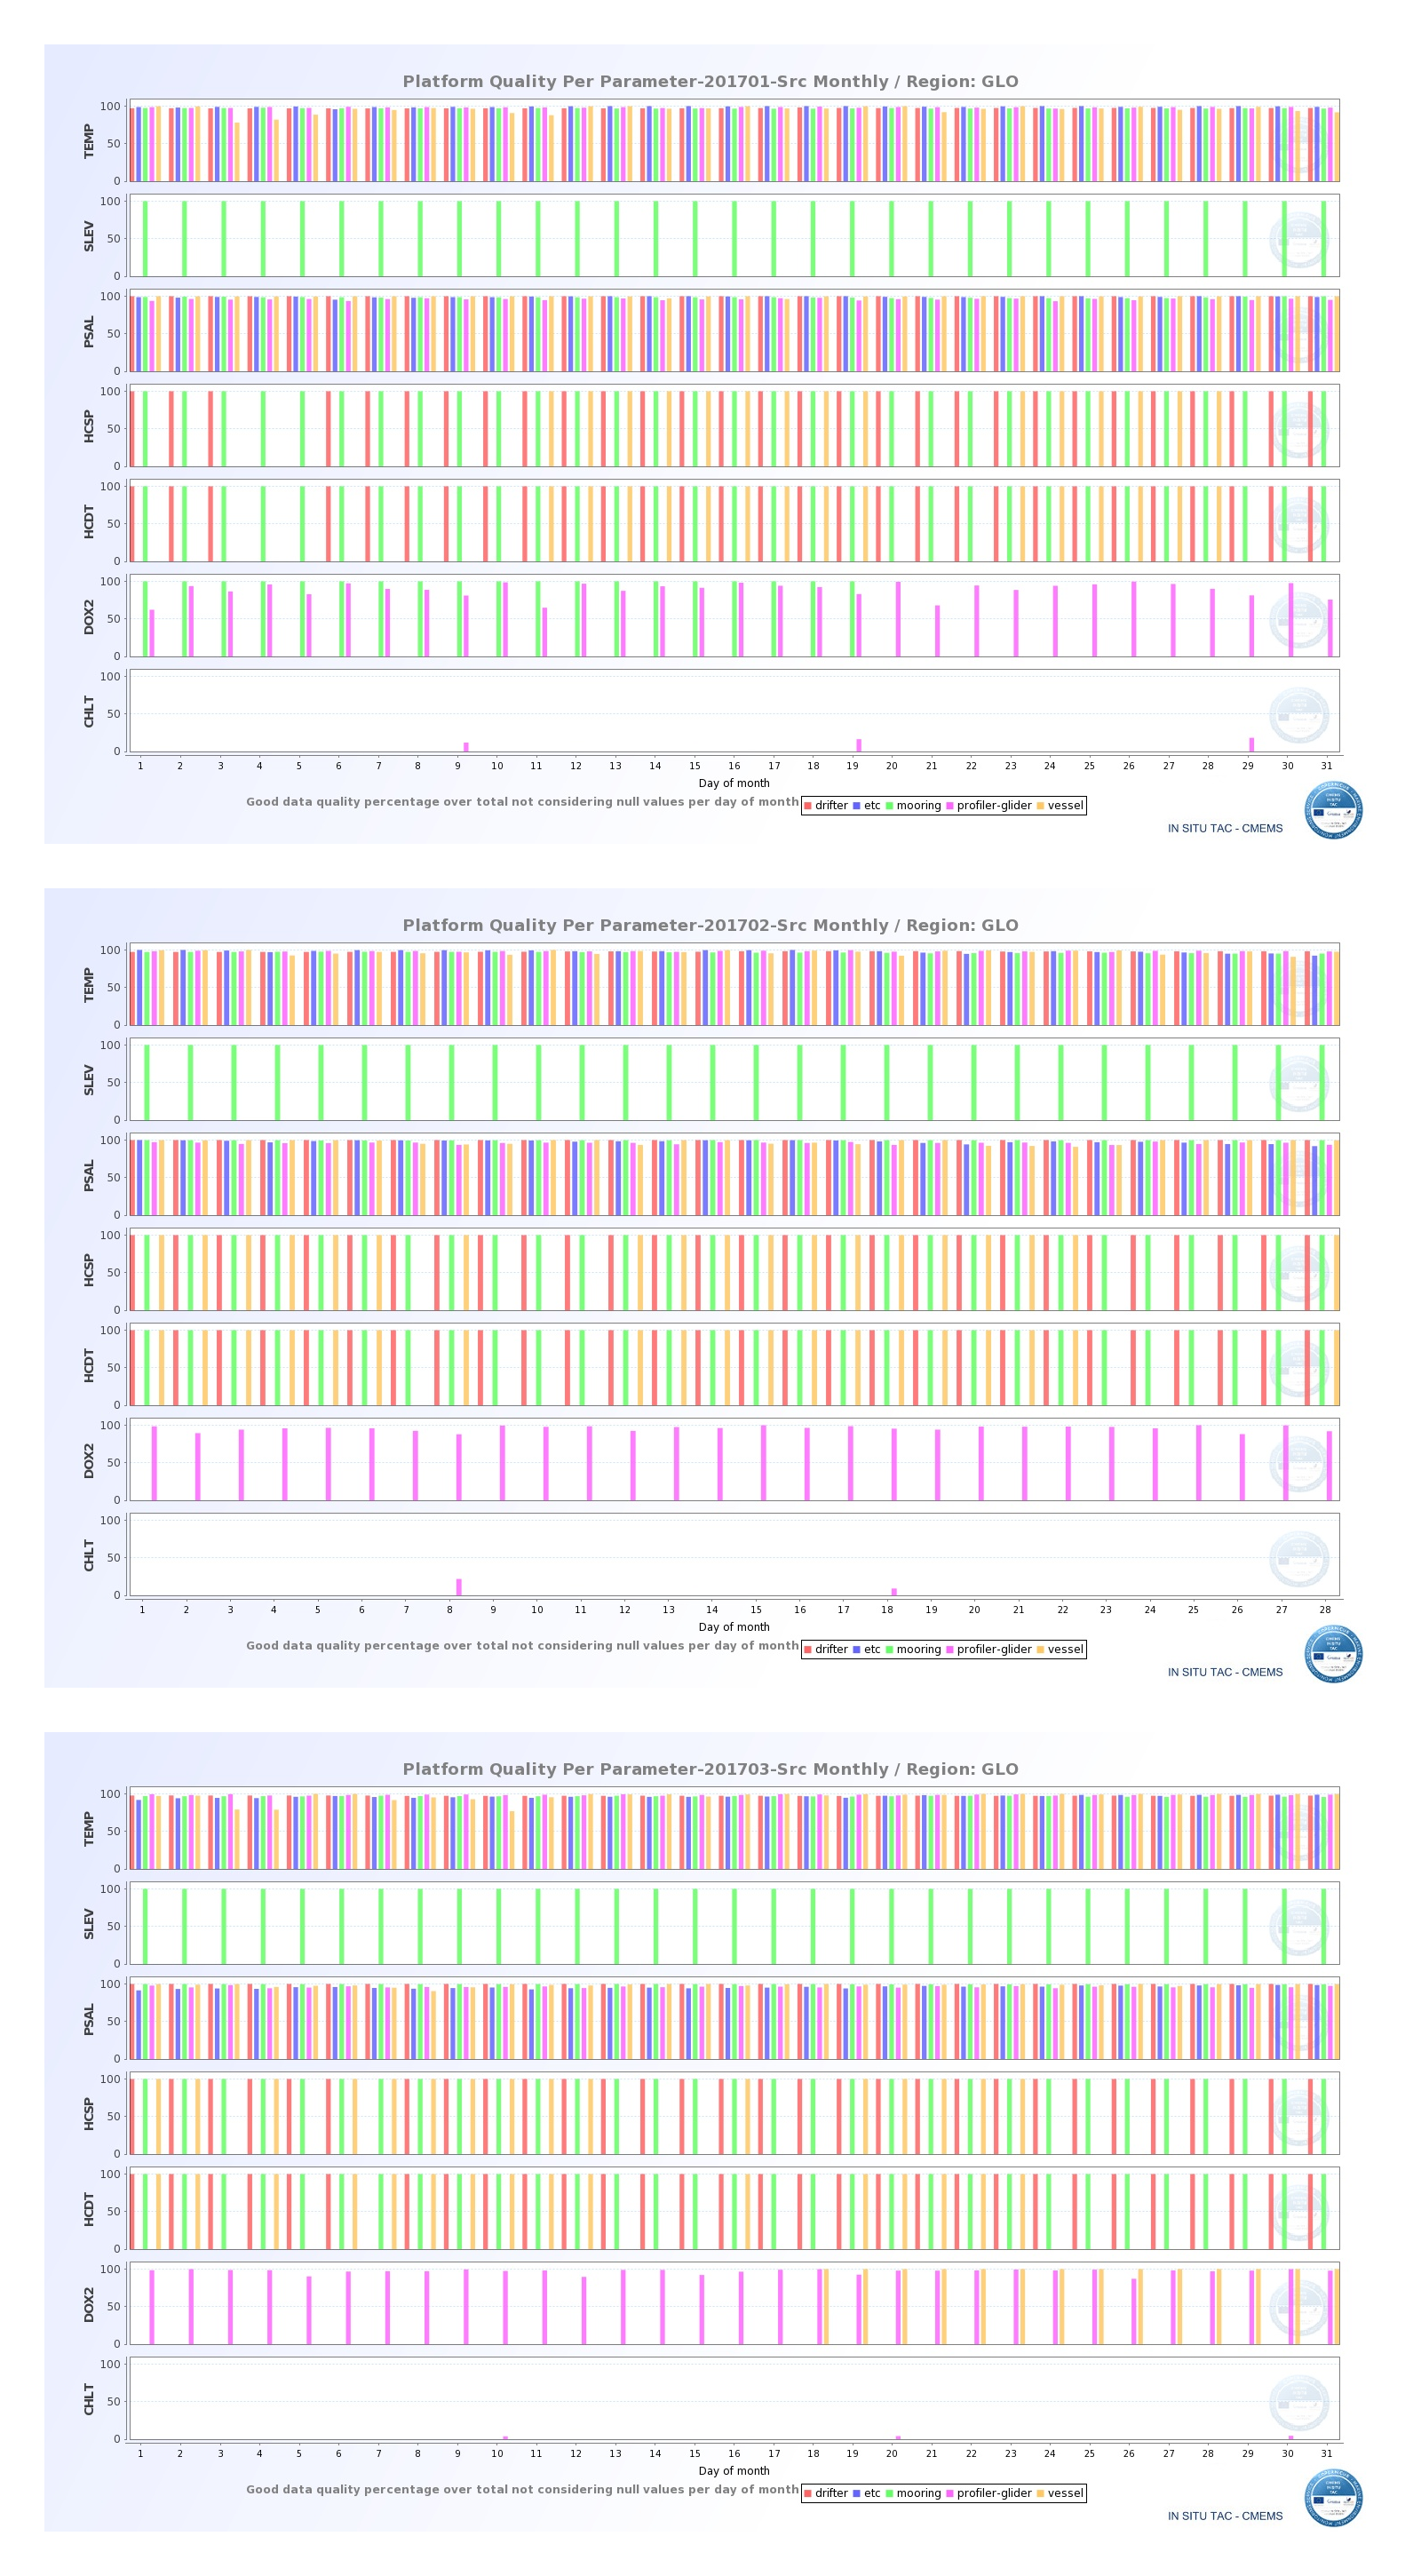 Platform Quality Per Parameter-201701-Src Monthly / Region: GLO
TEMP
100
50
0
SLEV
100
50
0
PSAL
100
50
0
HCSP
100
50
0
HCDT
100
50
0
DOX2
100
50
0
CHLT
100
50
0
1 2 3 4 5 6 7 8 9 10 11 12 13 14 15 16 17 18 19 20 21 22 23 24 25 26 27 28 29 30 31
Day of month
Good data quality percentage over total not considering null values per day of month
drifter etc mooring profiler-glider vessel
IN SITU TAC - CMEMS
Platform Quality Per Parameter-201702-Src Monthly / Region: GLO
TEMP
100
50
0
SLEV
100
50
0
PSAL
100
50
0
HCSP
100
50
0
HCDT
100
50
0
DOX2
100
50
0
CHLT
100
50
0
1 2 3 4 5 6 7 8 9 10 11 12 13 14 15 16 17 18 19 20 21 22 23 24 25 26 27 28
Day of month
Good data quality percentage over total not considering null values per day of month
drifter etc mooring profiler-glider vessel
IN SITU TAC - CMEMS
Platform Quality Per Parameter-201703-Src Monthly / Region: GLO
TEMP
100
50
0
SLEV
100
50
0
PSAL
100
50
0
HCSP
100
50
0
HCDT
100
50
0
DOX2
100
50
0
CHLT
100
50
0
1 2 3 4 5 6 7 8 9 10 11 12 13 14 15 16 17 18 19 20 21 22 23 24 25 26 27 28 29 30 31
Day of month
Good data quality percentage over total not considering null values per day of month
drifter etc mooring profiler-glider vessel
IN SITU TAC - CMEMS